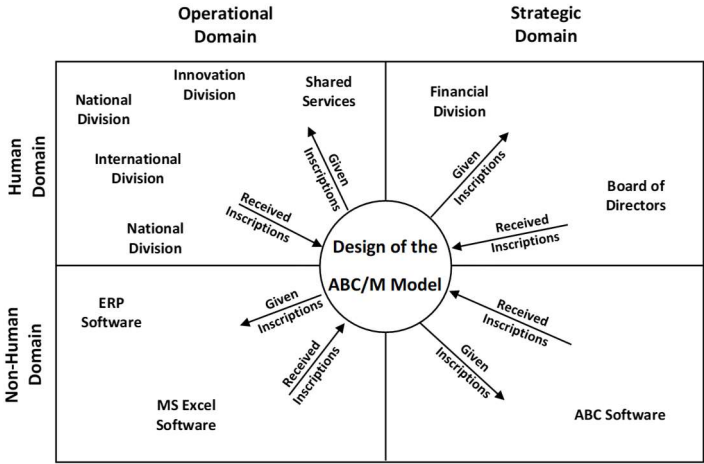 Operational
Domain
Strategic
Domain
Human
Domain
Innovation
Division
Shared
Services
National
Division
International
Division
National
Division
Given
Inscriptions
Received
Inscriptions
Financial
Division
Board of
Directors
Given
Inscriptions
Received
Inscriptions
Design of the
ABC/M Model
Non-Human
Domain
ERP
Software
MS Excel
Software
Given
Inscriptions
Received
Inscriptions
Received
Inscriptions
Given
Inscriptions
ABC Software